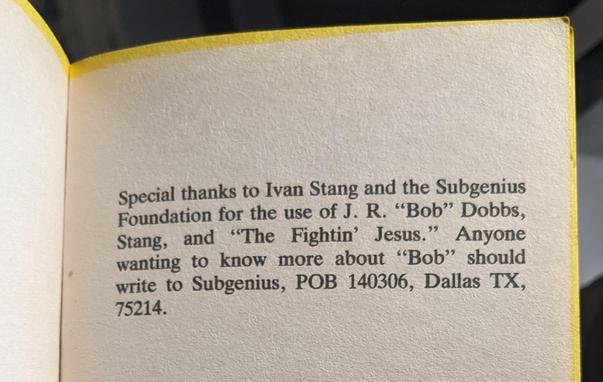 Special thanks to Ivan Stang and the Subgenius
Foundation for the use of J. R. “Bob” Dobbs,
Stang, and “The Fightin’ Jesus.” Anyone
wanting to know more about “Bob” should
write to Subgenius, POB 140306, Dallas TX,
75214.